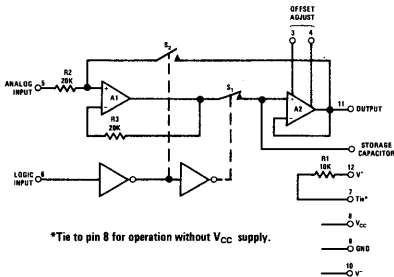 OFFSET
ADJUST
3 4
S2
R2
20K
ANALOG
INPUT
5
+
-
A1
S1
-
A2
11
OUTPUT
R3
20K
STORAGE
CAPACITOR
R1
10K
12
V+
7
Tie*
LOGIC
INPUT
6
8
VCC
9
GND
10
V-
*Tie to pin 8 for operation without VCC supply.